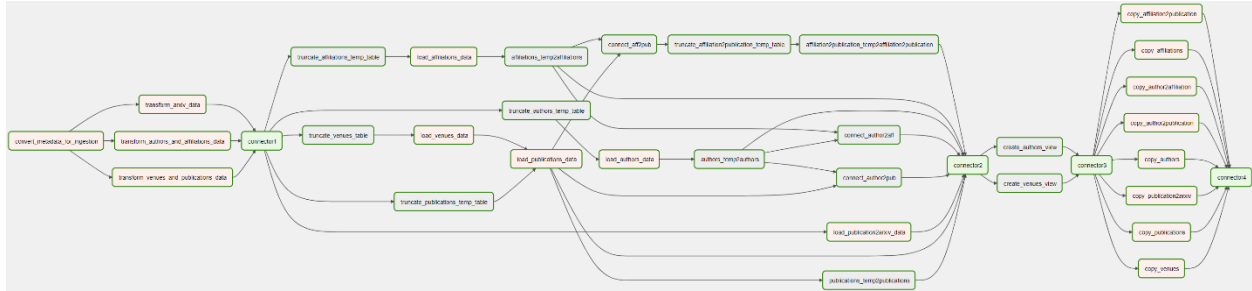 copy_affiliation2publication
connect_aff2pub
truncate_affiliation2publication_temp_table
affiliation2publication_temp2affiliation2publication
truncate_affiliations_temp_table
load_affiliations_data
affiliations_temp2affiliations
copy_affiliations
copy_author2affiliation
transform_arxiv_data
truncate_authors_temp_table
copy_author2publication
convert_metadata_for_ingestion
transform_authors_and_affiliations_data
connector1
truncate_venues_table
load_venues_data
connect_author2aff
create_authors_view
load_publications_data
load_authors_data
authors_temp2authors
connector2
connector3
copy_authors
transform_venues_and_publications_data
connect_author2pub
create_venues_view
connector4
truncate_publications_temp_table
copy_publication2arxiv
load_publication2arxiv_data
copy_publications
copy_venues
publications_temp2publications